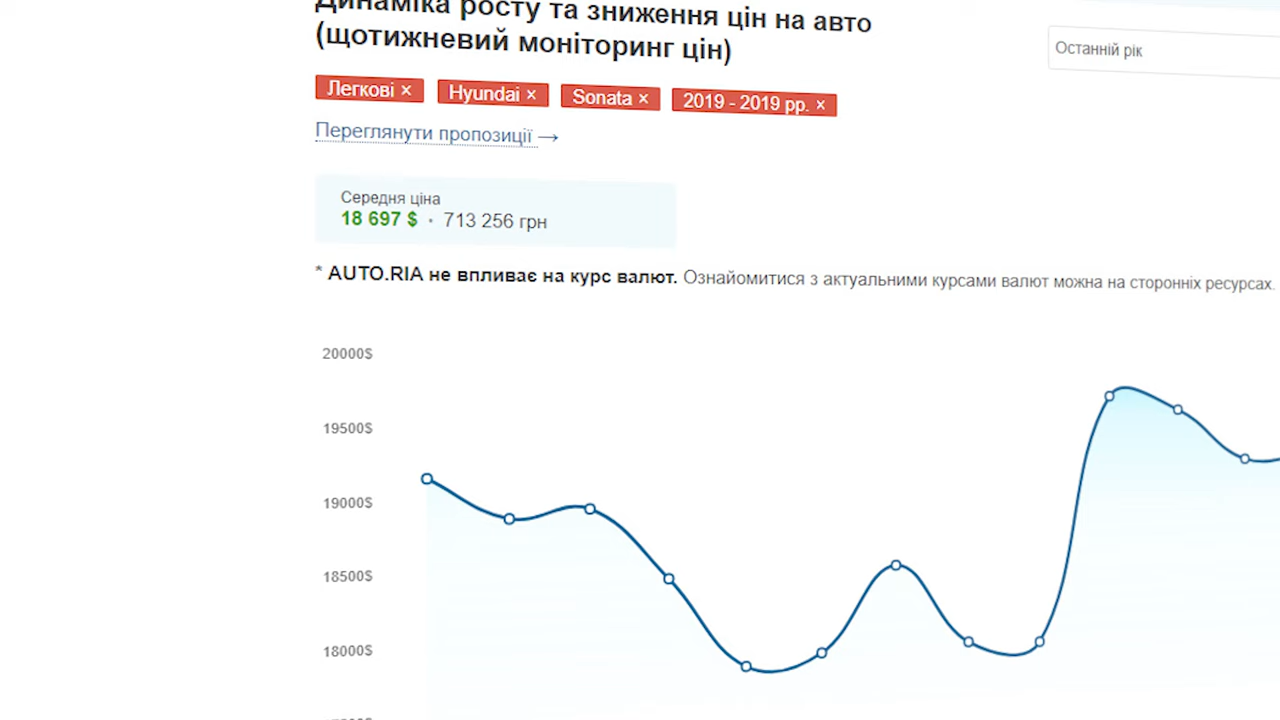 Динаміка росту та зниження цін на авто
(щотижневий моніторинг цін)
Останній рік
Легкові × Hyundai × Sonata × 2019 - 2019 рр. ×
Переглянути пропозиції →
Середня ціна
18 697 $ · 713 256 грн
* AUTO.RIA не впливає на курс валют. Ознайомитися з актуальними курсами валют можна на сторонніх ресурсах.
20000$
19500$
19000$
18500$
18000$